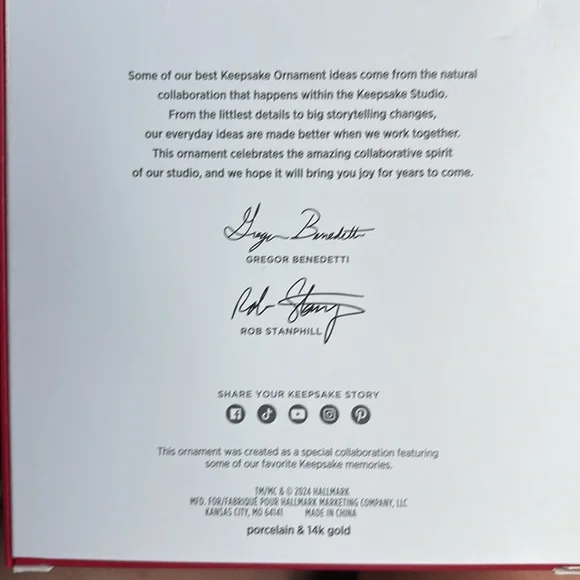 Some of our best Keepsake Ornament ideas come from the natural
collaboration that happens within the Keepsake Studio.
From the littlest details to big storytelling changes,
our everyday ideas are made better when we work together.
This ornament celebrates the amazing collaborative spirit
of our studio, and we hope it will bring you joy for years to come.
Gregor Benedetti
GREGOR BENEDETTI
Rob Stanp
ROB STANPHILL
SHARE YOUR KEEPSAKE STORY
This ornament was created as a special collaboration featuring
some of our favorite Keepsake memories.
TM/MC & © 2024 HALLMARK
MFD. FOR/FABRIQUÉ POUR HALLMARK MARKETING COMPANY, LLC
KANSAS CITY, MO 64141 MADE IN CHINA
porcelain & 14k gold